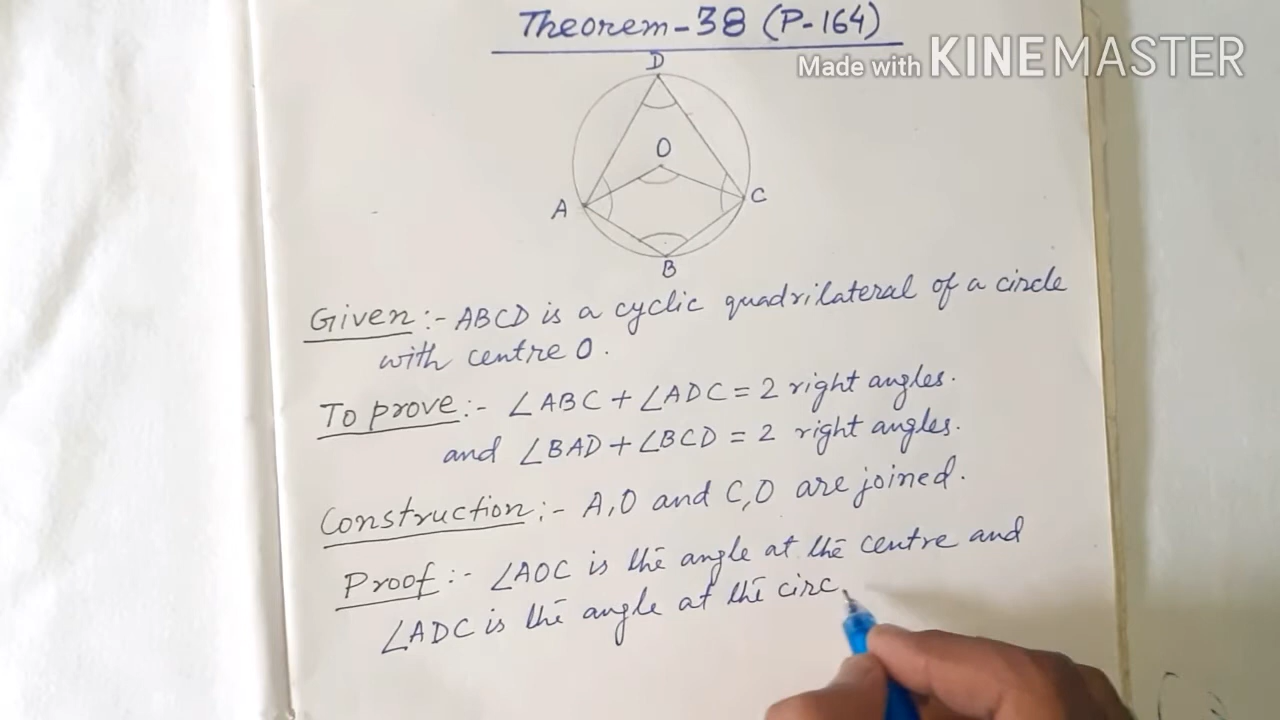 Theorem-38 (P-164)
Made with KINEMASTER
D
O
A
C
B
Given:- ABCD is a cyclic quadrilateral of a circle
with centre O.
To prove:- ∠ABC + ∠ADC = 2 right angles.
and ∠BAD + ∠BCD = 2 right angles.
Construction:- A,O and C,O are joined.
Proof:- ∠AOC is the angle at the centre and
∠ADC is the angle at the circ